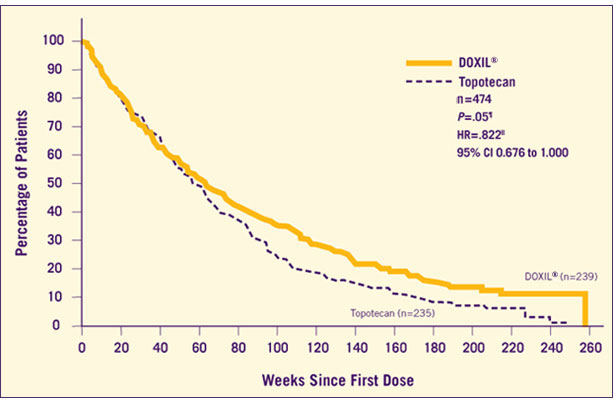 100
90
80
70
60
50
40
30
20
10
0
Percentage of Patients
DOXIL®
Topotecan
n=474
P=.05¶
HR=.822||
95% CI 0.676 to 1.000
DOXIL® (n=239)
Topotecan (n=235)
0 20 40 60 80 100 120 140 160 180 200 220 240 260
Weeks Since First Dose